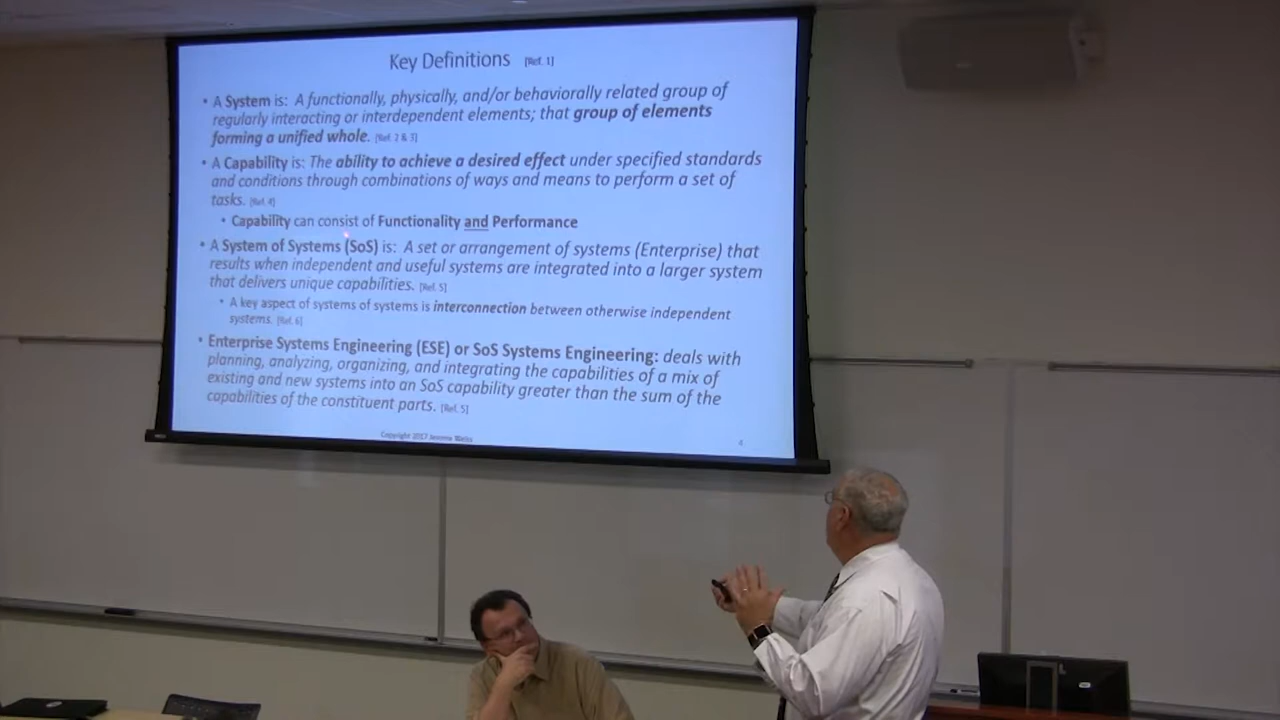 Key Definitions [Ref. 1]
• A System is: A functionally, physically, and/or behaviorally related group of
regularly interacting or interdependent elements; that group of elements
forming a unified whole. [Ref. 2 & 3]
• A Capability is: The ability to achieve a desired effect under specified standards
and conditions through combinations of ways and means to perform a set of
tasks. [Ref. 4]
• Capability can consist of Functionality and Performance
• A System of Systems (SoS) is: A set or arrangement of systems (Enterprise) that
results when independent and useful systems are integrated into a larger system
that delivers unique capabilities. [Ref. 5]
• A key aspect of systems of systems is interconnection between otherwise independent
systems. [Ref. 6]
• Enterprise Systems Engineering (ESE) or SoS Systems Engineering: deals with
planning, analyzing, organizing, and integrating the capabilities of a mix of
existing and new systems into an SoS capability greater than the sum of the
capabilities of the constituent parts. [Ref. 5]
Copyright 2017
4